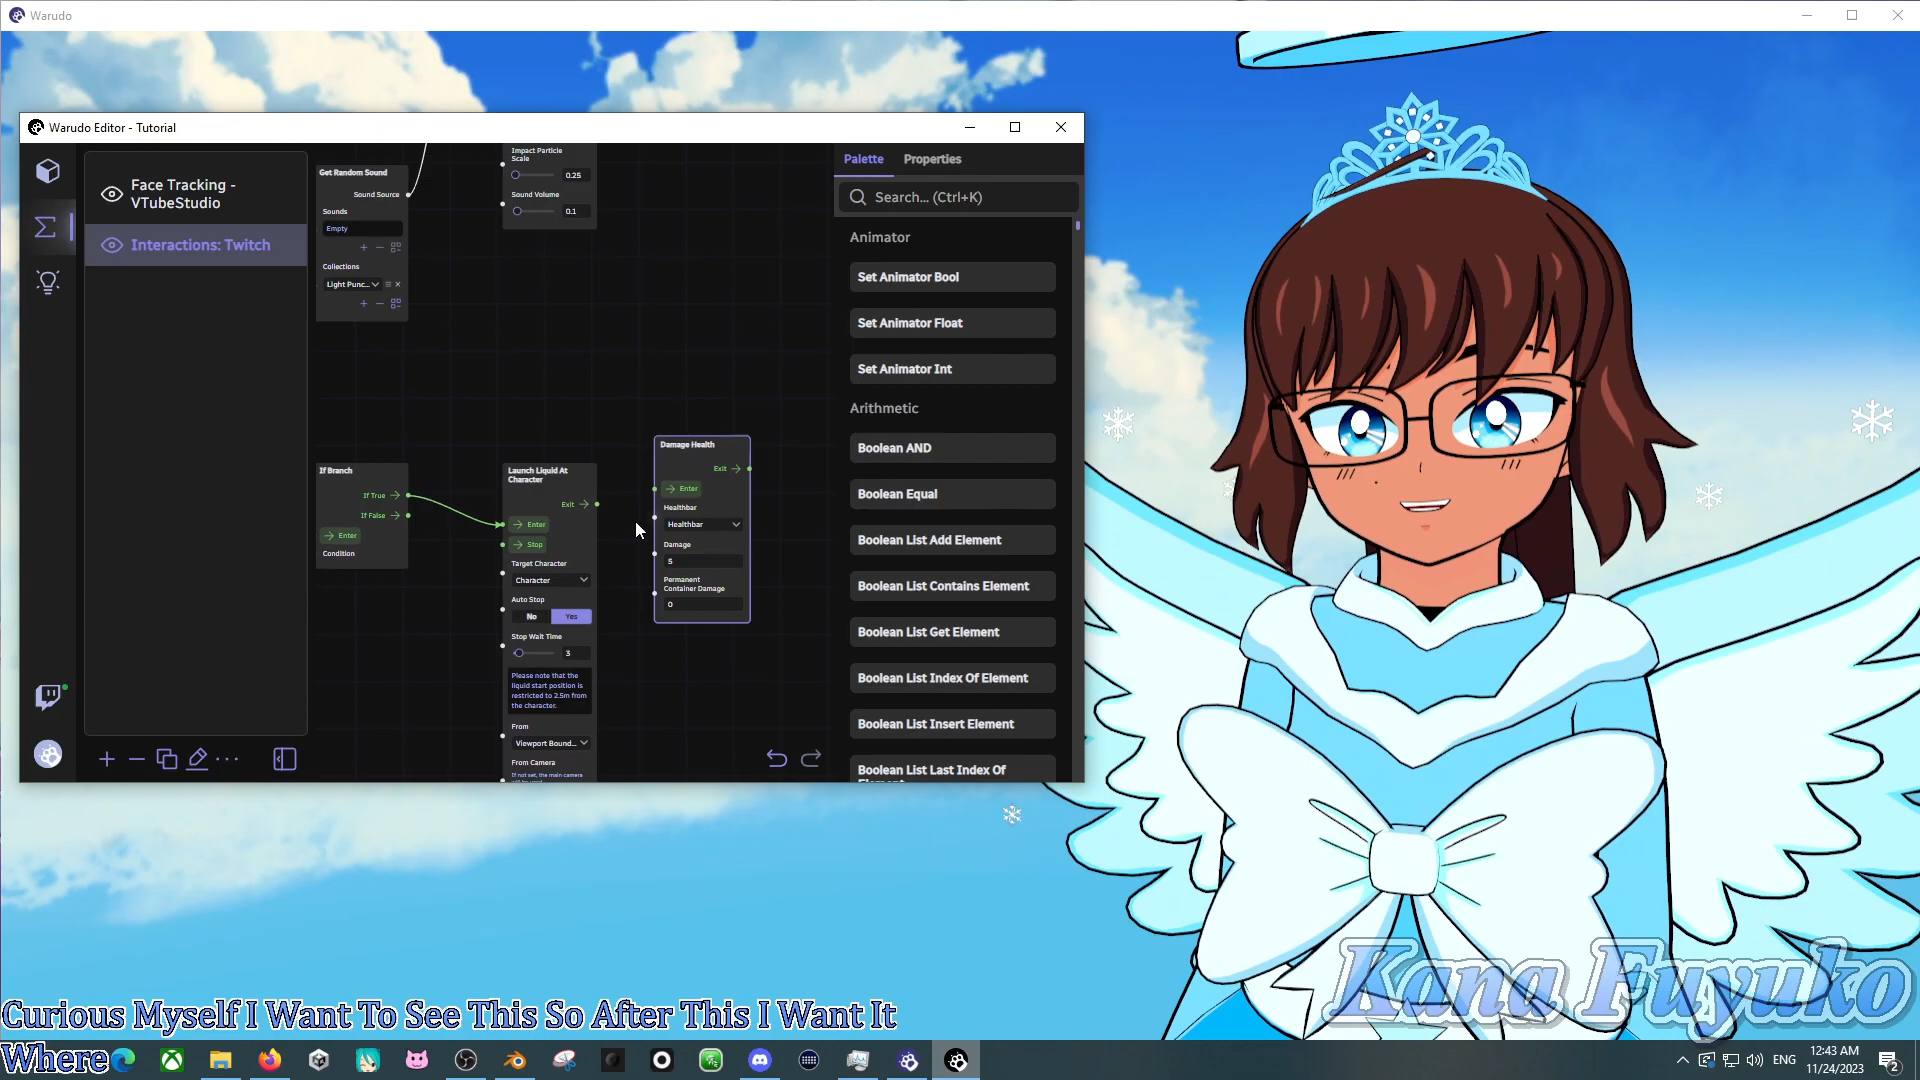 Warudo
Warudo Editor - Tutorial
Face Tracking -
VTubeStudio
Interactions: Twitch
Get Random Sound
Sound Source
Sounds
Empty
Collections
Light Punc...
Impact Particle
Scale
0.25
Sound Volume
0.1
If Branch
If True
If False
Enter
Condition
Launch Liquid At
Character
Exit
Enter
Stop
Target Character
Character
Auto Stop
No
Yes
Stop Wait Time
3
Please note that the
liquid start position is
restricted to 2.5m from
the character.
From
Viewport Bound...
From Camera
Damage Health
Exit
Enter
Healthbar
Healthbar
Damage
5
Permanent
Container Damage
0
Palette
Properties
Search... (Ctrl+K)
Animator
Set Animator Bool
Set Animator Float
Set Animator Int
Arithmetic
Boolean AND
Boolean Equal
Boolean List Add Element
Boolean List Contains Element
Boolean List Get Element
Boolean List Index Of Element
Boolean List Insert Element
Boolean List Last Index Of
Kana Fuyuko
Curious Myself I Want To See This So After This I Want It
Where
ENG
12:43 AM
11/24/2023
2